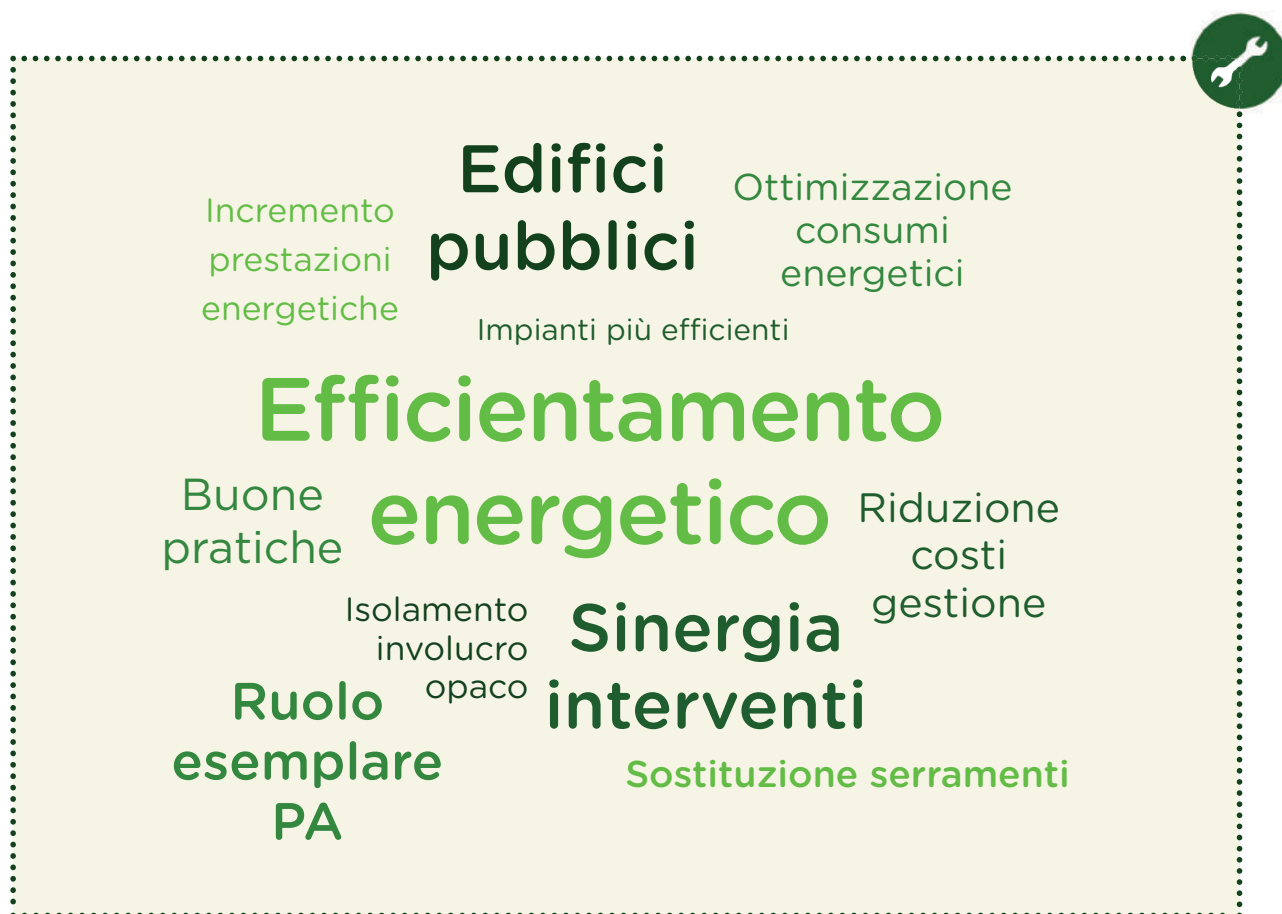 Edifici
pubblici
Incremento
prestazioni
energetiche
Ottimizzazione
consumi
energetici
Impianti più efficienti
Efficientamento
energetico
Buone
pratiche
Riduzione
costi
gestione
Isolamento
involucro
opaco
Sinergia
interventi
Ruolo
esemplare
PA
Sostituzione serramenti